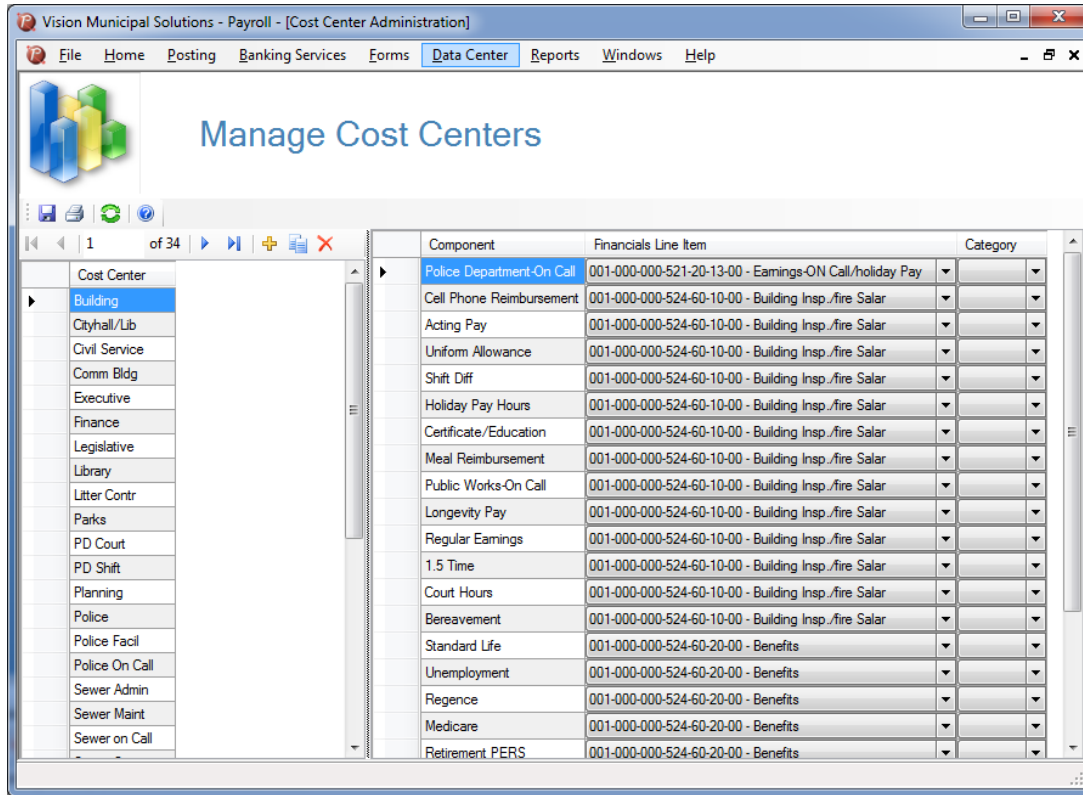 Vision Municipal Solutions - Payroll - [Cost Center Administration]
File Home Posting Banking Services Forms Data Center Reports Windows Help
Manage Cost Centers
1 of 34
Cost Center
Building
Cityhall/Lib
Civil Service
Comm Bldg
Executive
Finance
Legislative
Library
Litter Contr
Parks
PD Court
PD Shift
Planning
Police
Police Facil
Police On Call
Sewer Admin
Sewer Maint
Sewer on Call
Component Financials Line Item Category
Police Department-On Call 001-000-000-521-20-13-00 - Earnings-ON Call/holiday Pay
Cell Phone Reimbursement 001-000-000-524-60-10-00 - Building Insp./fire Salar
Acting Pay 001-000-000-524-60-10-00 - Building Insp./fire Salar
Uniform Allowance 001-000-000-524-60-10-00 - Building Insp./fire Salar
Shift Diff 001-000-000-524-60-10-00 - Building Insp./fire Salar
Holiday Pay Hours 001-000-000-524-60-10-00 - Building Insp./fire Salar
Certificate/Education 001-000-000-524-60-10-00 - Building Insp./fire Salar
Meal Reimbursement 001-000-000-524-60-10-00 - Building Insp./fire Salar
Public Works-On Call 001-000-000-524-60-10-00 - Building Insp./fire Salar
Longevity Pay 001-000-000-524-60-10-00 - Building Insp./fire Salar
Regular Earnings 001-000-000-524-60-10-00 - Building Insp./fire Salar
1.5 Time 001-000-000-524-60-10-00 - Building Insp./fire Salar
Court Hours 001-000-000-524-60-10-00 - Building Insp./fire Salar
Bereavement 001-000-000-524-60-10-00 - Building Insp./fire Salar
Standard Life 001-000-000-524-60-20-00 - Benefits
Unemployment 001-000-000-524-60-20-00 - Benefits
Regence 001-000-000-524-60-20-00 - Benefits
Medicare 001-000-000-524-60-20-00 - Benefits
Retirement PERS 001-000-000-524-60-20-00 - Benefits